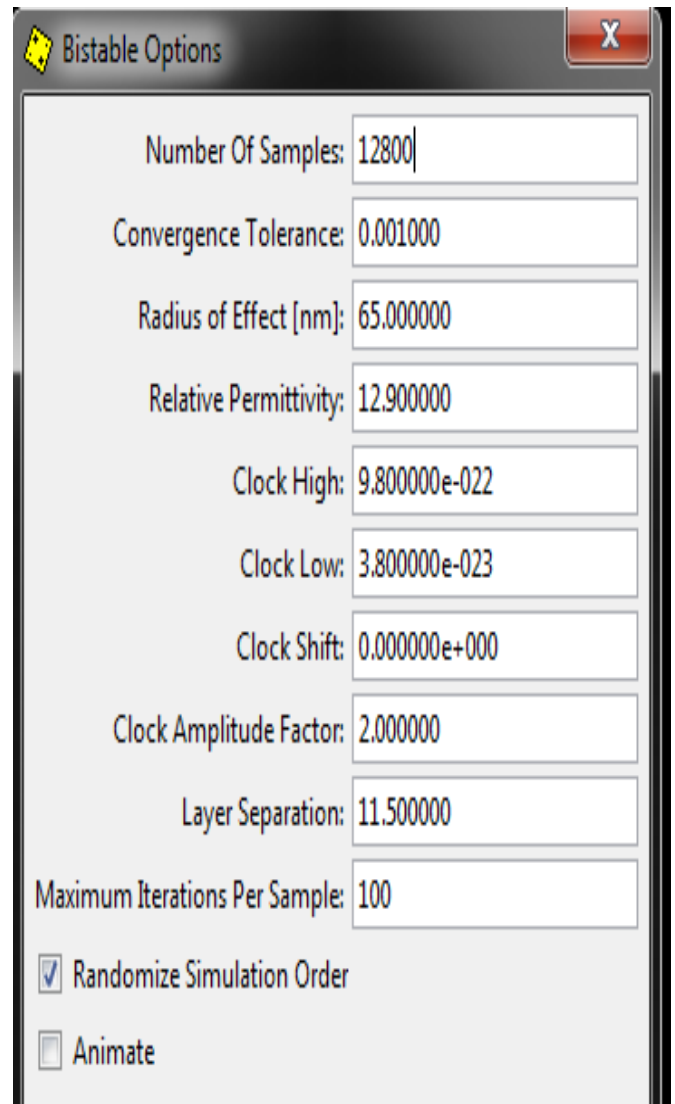 Bistable Options
X
Number Of Samples: 12800
Convergence Tolerance: 0.001000
Radius of Effect [nm]: 65.000000
Relative Permittivity: 12.900000
Clock High: 9.800000e-022
Clock Low: 3.800000e-023
Clock Shift: 0.000000e+000
Clock Amplitude Factor: 2.000000
Layer Separation: 11.500000
Maximum Iterations Per Sample: 100
Randomize Simulation Order
Animate